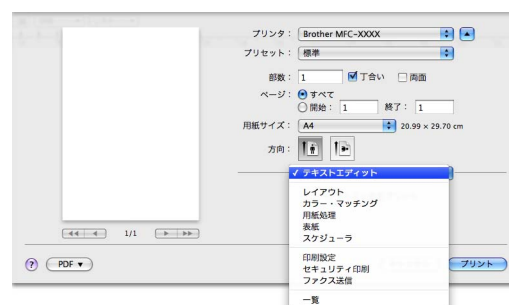 プリンタ： Brother MFC-XXXX
プリセット： 標準
部数： 1 丁合い 両面
ページ： すべて
開始： 1 終了： 1
用紙サイズ： A4 20.99 × 29.70 cm
方向：
✓ テキストエディット
レイアウト
カラー・マッチング
用紙処理
表紙
スケジューラ
1/1
印刷設定
セキュリティ印刷
ファクス送信
? PDF ▼ プリント
一覧